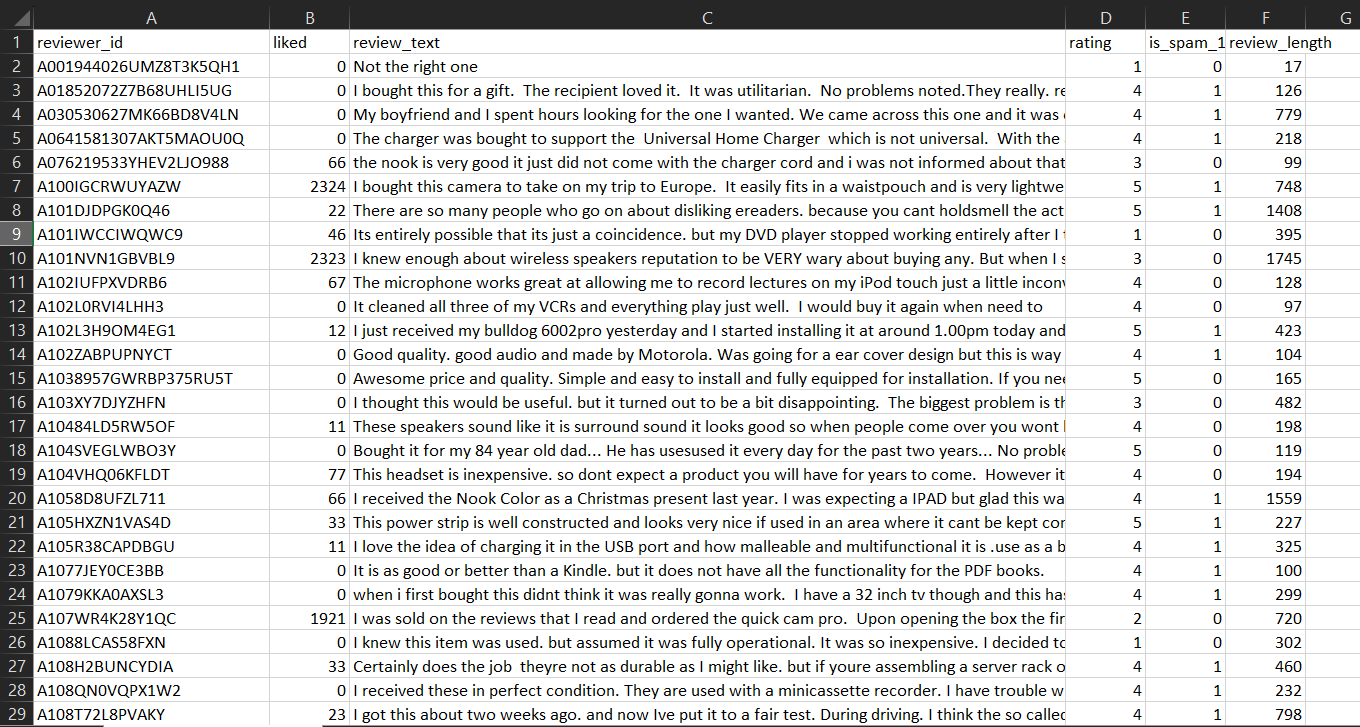 A B C D E F G
1 reviewer_id liked review_text rating is_spam_1 review_length
2 A001944026UMZ8T3K5QH1 0 Not the right one 1 0 17
3 A01852072Z7B68UHLI5UG 0 I bought this for a gift.  The recipient loved it.  It was utilitarian.  No problems noted.They really. re 4 1 126
4 A030530627MK66BD8V4LN 0 My boyfriend and I spent hours looking for the one I wanted. We came across this one and it was 4 1 779
5 A0641581307AKT5MAOU0Q 0 The charger was bought to support the  Universal Home Charger  which is not universal.  With the 4 1 218
6 A076219533YHEV2LJO988 66 the nook is very good it just did not come with the charger cord and i was not informed about that 3 0 99
7 A100IGCRWUYAZW 2324 I bought this camera to take on my trip to Europe.  It easily fits in a waistpouch and is very lightwe 5 1 748
8 A101DJDPGK0Q46 22 There are so many people who go on about disliking ereaders. because you cant holdsmell the act 5 1 1408
9 A101IWCCIWQWC9 46 Its entirely possible that its just a coincidence. but my DVD player stopped working entirely after I 1 0 395
10 A101NVN1GBVBL9 2323 I knew enough about wireless speakers reputation to be VERY wary about buying any. But when I s 3 0 1745
11 A102IUFPXVDRB6 67 The microphone works great at allowing me to record lectures on my iPod touch just a little inconv 4 0 128
12 A102L0RVI4LHH3 0 It cleaned all three of my VCRs and everything play just well.  I would buy it again when need to 4 0 97
13 A102L3H9OM4EG1 12 I just received my bulldog 6002pro yesterday and I started installing it at around 1.00pm today and 5 1 423
14 A102ZABPUPNYCT 0 Good quality. good audio and made by Motorola. Was going for a ear cover design but this is way 4 1 104
15 A1038957GWRBP375RU5T 0 Awesome price and quality. Simple and easy to install and fully equipped for installation. If you nee 5 0 165
16 A103XY7DJYZHFN 0 I thought this would be useful. but it turned out to be a bit disappointing.  The biggest problem is th 3 0 482
17 A10484LD5RW5OF 11 These speakers sound like it is surround sound it looks good so when people come over you wont 4 0 198
18 A104SVEGLWBO3Y 0 Bought it for my 84 year old dad... He has usesused it every day for the past two years... No proble 5 0 119
19 A104VHQ06KFLDT 77 This headset is inexpensive. so dont expect a product you will have for years to come.  However it 4 0 194
20 A1058D8UFZL711 66 I received the Nook Color as a Christmas present last year. I was expecting a IPAD but glad this wa 4 1 1559
21 A105HXZN1VAS4D 33 This power strip is well constructed and looks very nice if used in an area where it cant be kept cor 5 1 227
22 A105R38CAPDBGU 11 I love the idea of charging it in the USB port and how malleable and multifunctional it is .use as a b 4 1 325
23 A1077JEY0CE3BB 0 It is as good or better than a Kindle. but it does not have all the functionality for the PDF books. 4 1 100
24 A1079KKA0AXSL3 0 when i first bought this didnt think it was really gonna work.  I have a 32 inch tv though and this has 4 1 299
25 A107WR4K28Y1QC 1921 I was sold on the reviews that I read and ordered the quick cam pro.  Upon opening the box the fir 2 0 720
26 A1088LCAS58FXN 0 I knew this item was used. but assumed it was fully operational. It was so inexpensive. I decided to 1 0 302
27 A108H2BUNCYDIA 33 Certainly does the job  theyre not as durable as I might like. but if youre assembling a server rack o 4 1 460
28 A108QN0VQPX1W2 0 I received these in perfect condition. They are used with a minicassette recorder. I have trouble w 4 1 232
29 A108T72L8PVAKY 23 I got this about two weeks ago. and now Ive put it to a fair test. During driving. I think the so called 4 1 798